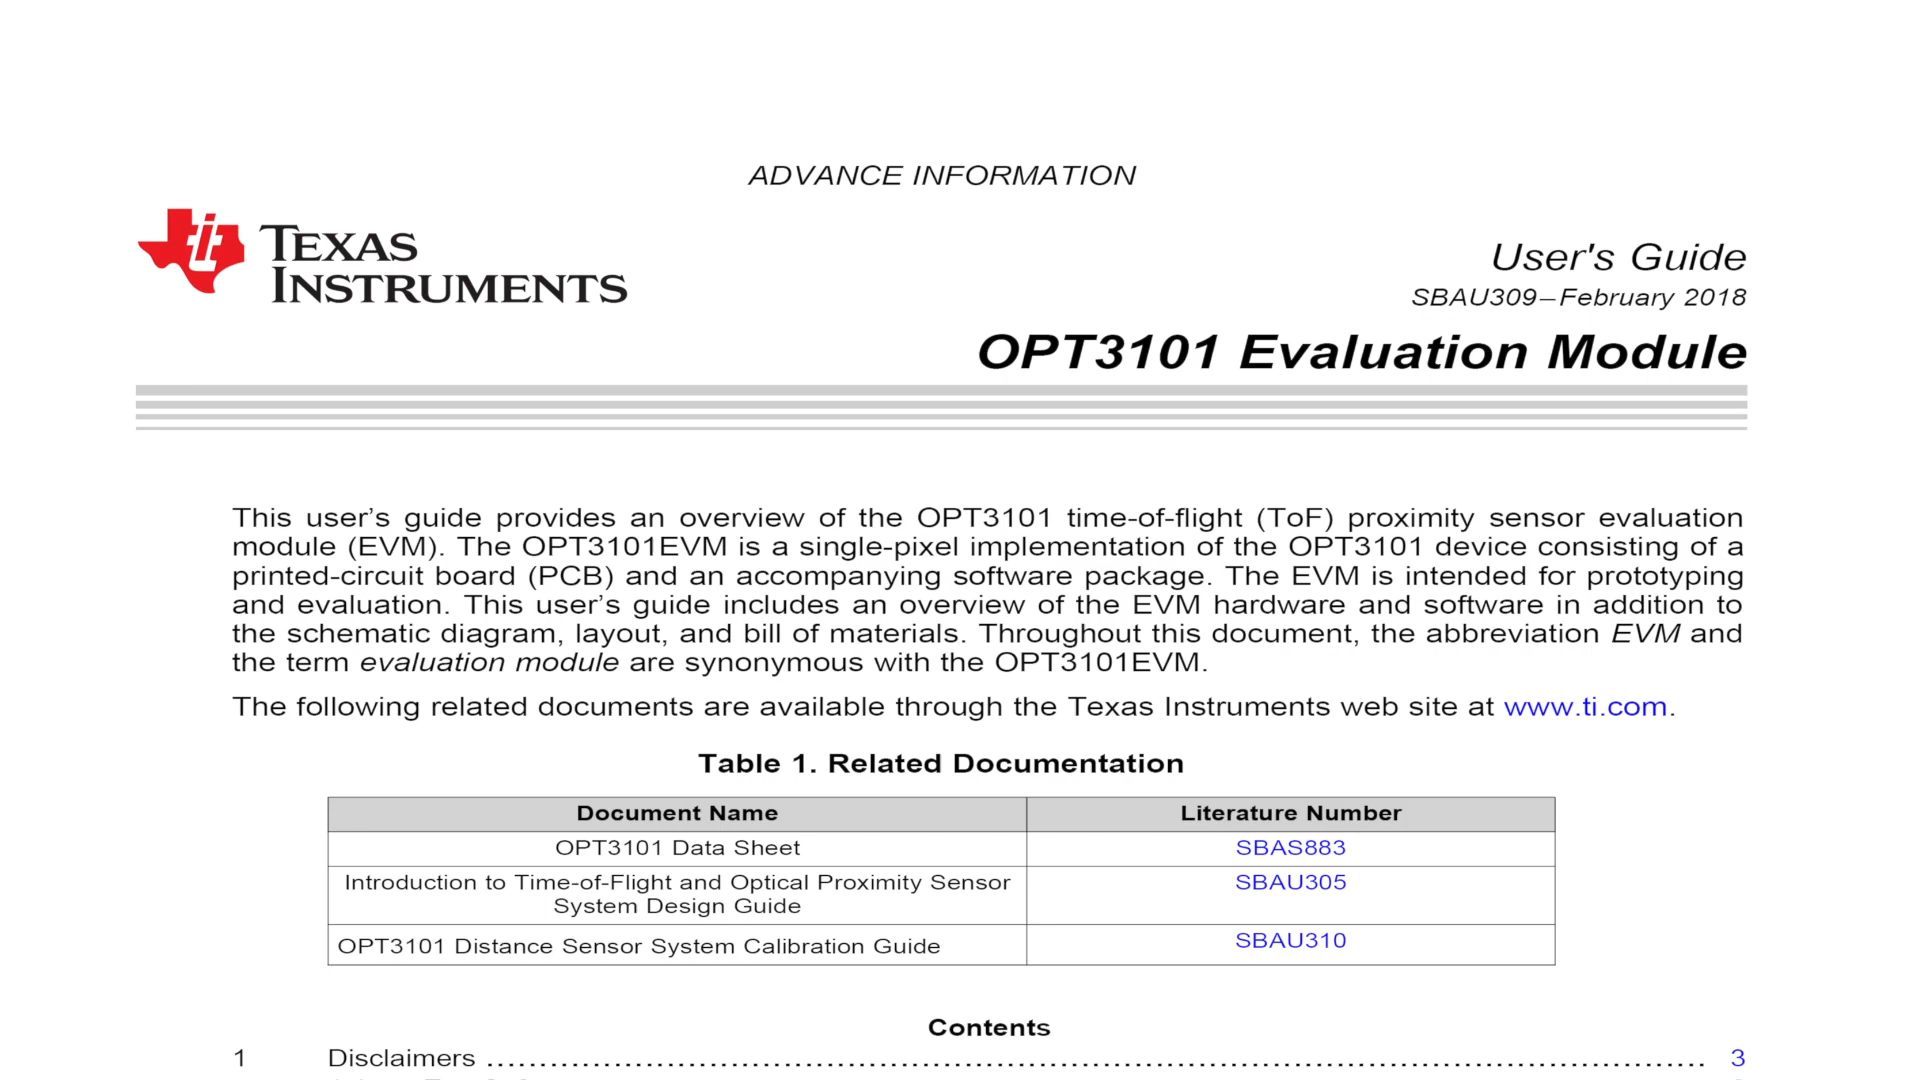 ADVANCE INFORMATION
TEXAS
INSTRUMENTS
User's Guide
SBAU309–February 2018
OPT3101 Evaluation Module
This user’s guide provides an overview of the OPT3101 time-of-flight (ToF) proximity sensor evaluation
module (EVM). The OPT3101EVM is a single-pixel implementation of the OPT3101 device consisting of a
printed-circuit board (PCB) and an accompanying software package. The EVM is intended for prototyping
and evaluation. This user’s guide includes an overview of the EVM hardware and software in addition to
the schematic diagram, layout, and bill of materials. Throughout this document, the abbreviation EVM and
the term evaluation module are synonymous with the OPT3101EVM.
The following related documents are available through the Texas Instruments web site at www.ti.com.
Table 1. Related Documentation
Document Name Literature Number
OPT3101 Data Sheet SBAS883
Introduction to Time-of-Flight and Optical Proximity Sensor SBAU305
System Design Guide
OPT3101 Distance Sensor System Calibration Guide SBAU310
Contents
1 Disclaimers ........................................................................................................................ 3